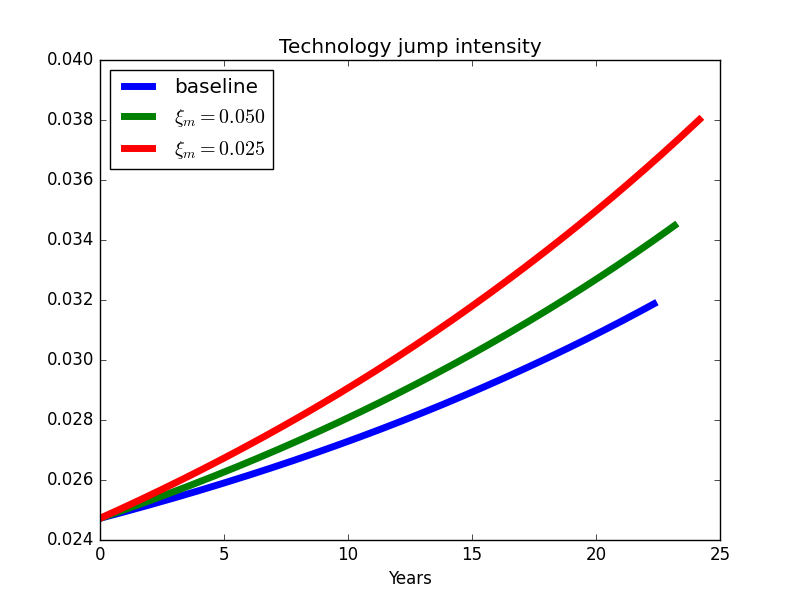 Technology jump intensity
0.040
0.038
0.036
0.034
0.032
0.030
0.028
0.026
0.024
baseline
ξm = 0.050
ξm = 0.025
0 5 10 15 20 25
Years